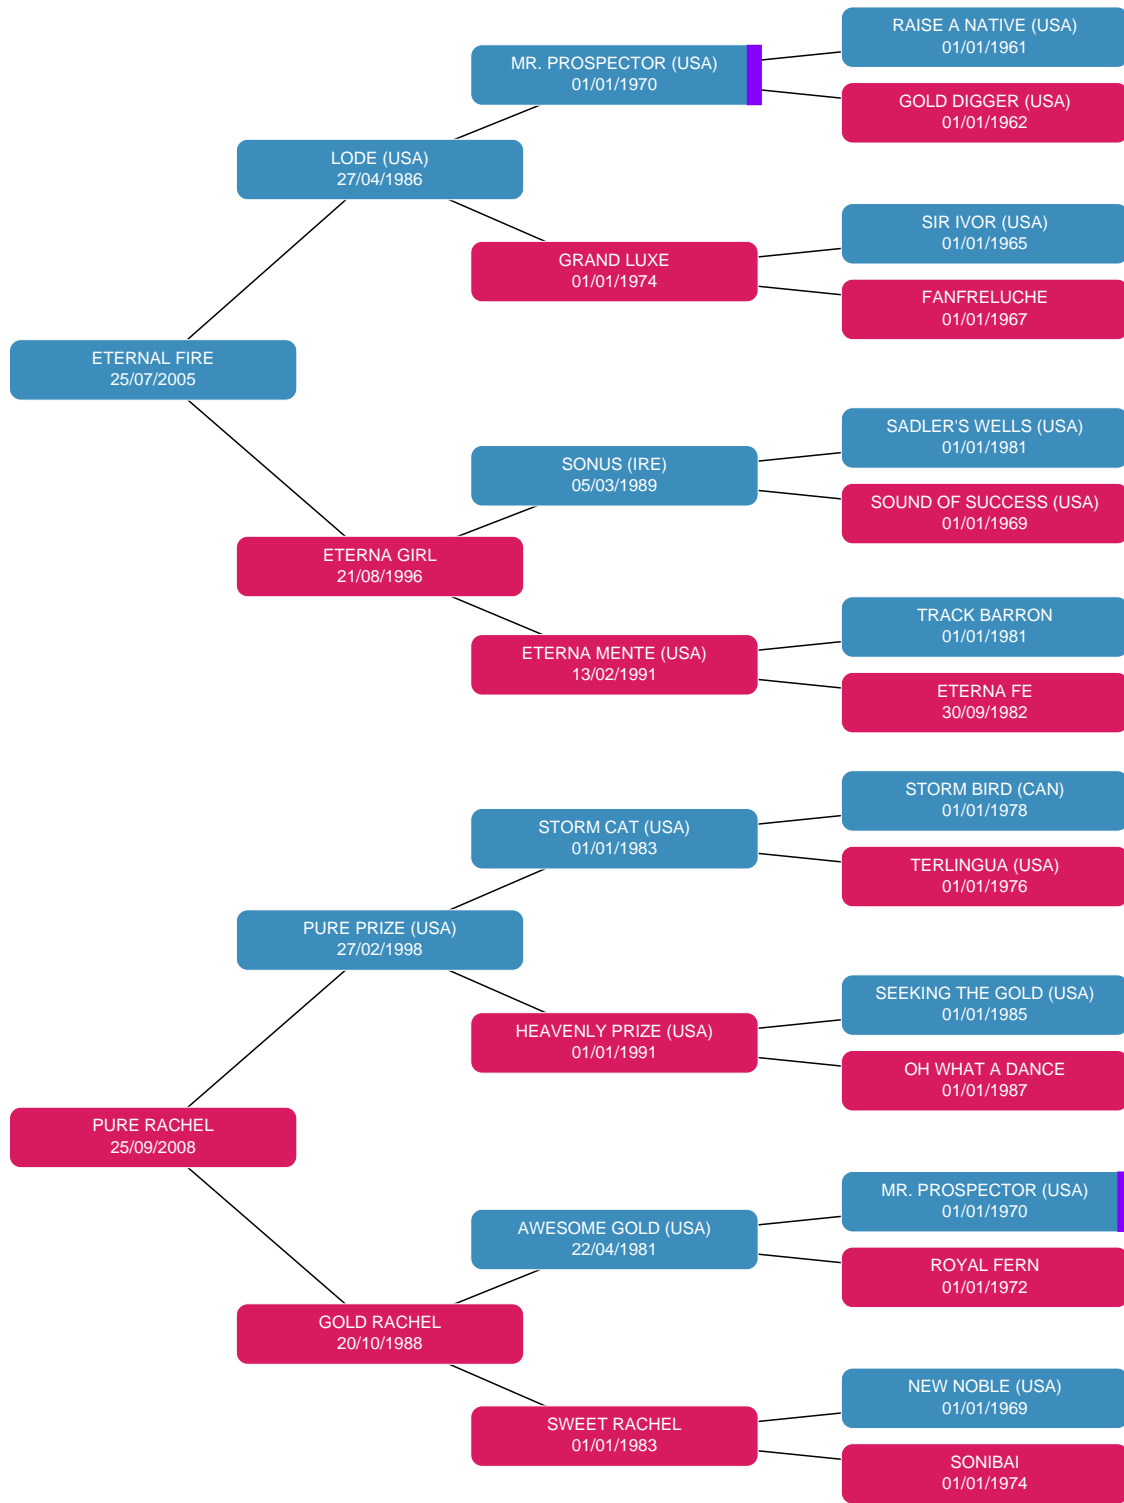 RAISE A NATIVE (USA)
01/01/1961
MR. PROSPECTOR (USA)
01/01/1970
GOLD DIGGER (USA)
01/01/1962
LODE (USA)
27/04/1986
SIR IVOR (USA)
01/01/1965
GRAND LUXE
01/01/1974
FANFRELUCHE
01/01/1967
ETERNAL FIRE
25/07/2005
SADLER'S WELLS (USA)
01/01/1981
SONUS (IRE)
05/03/1989
SOUND OF SUCCESS (USA)
01/01/1969
ETERNA GIRL
21/08/1996
TRACK BARRON
01/01/1981
ETERNA MENTE (USA)
13/02/1991
ETERNA FE
30/09/1982
STORM BIRD (CAN)
01/01/1978
STORM CAT (USA)
01/01/1983
TERLINGUA (USA)
01/01/1976
PURE PRIZE (USA)
27/02/1998
SEEKING THE GOLD (USA)
01/01/1985
HEAVENLY PRIZE (USA)
01/01/1991
OH WHAT A DANCE
01/01/1987
PURE RACHEL
25/09/2008
MR. PROSPECTOR (USA)
01/01/1970
AWESOME GOLD (USA)
22/04/1981
ROYAL FERN
01/01/1972
GOLD RACHEL
20/10/1988
NEW NOBLE (USA)
01/01/1969
SWEET RACHEL
01/01/1983
SONIBAI
01/01/1974